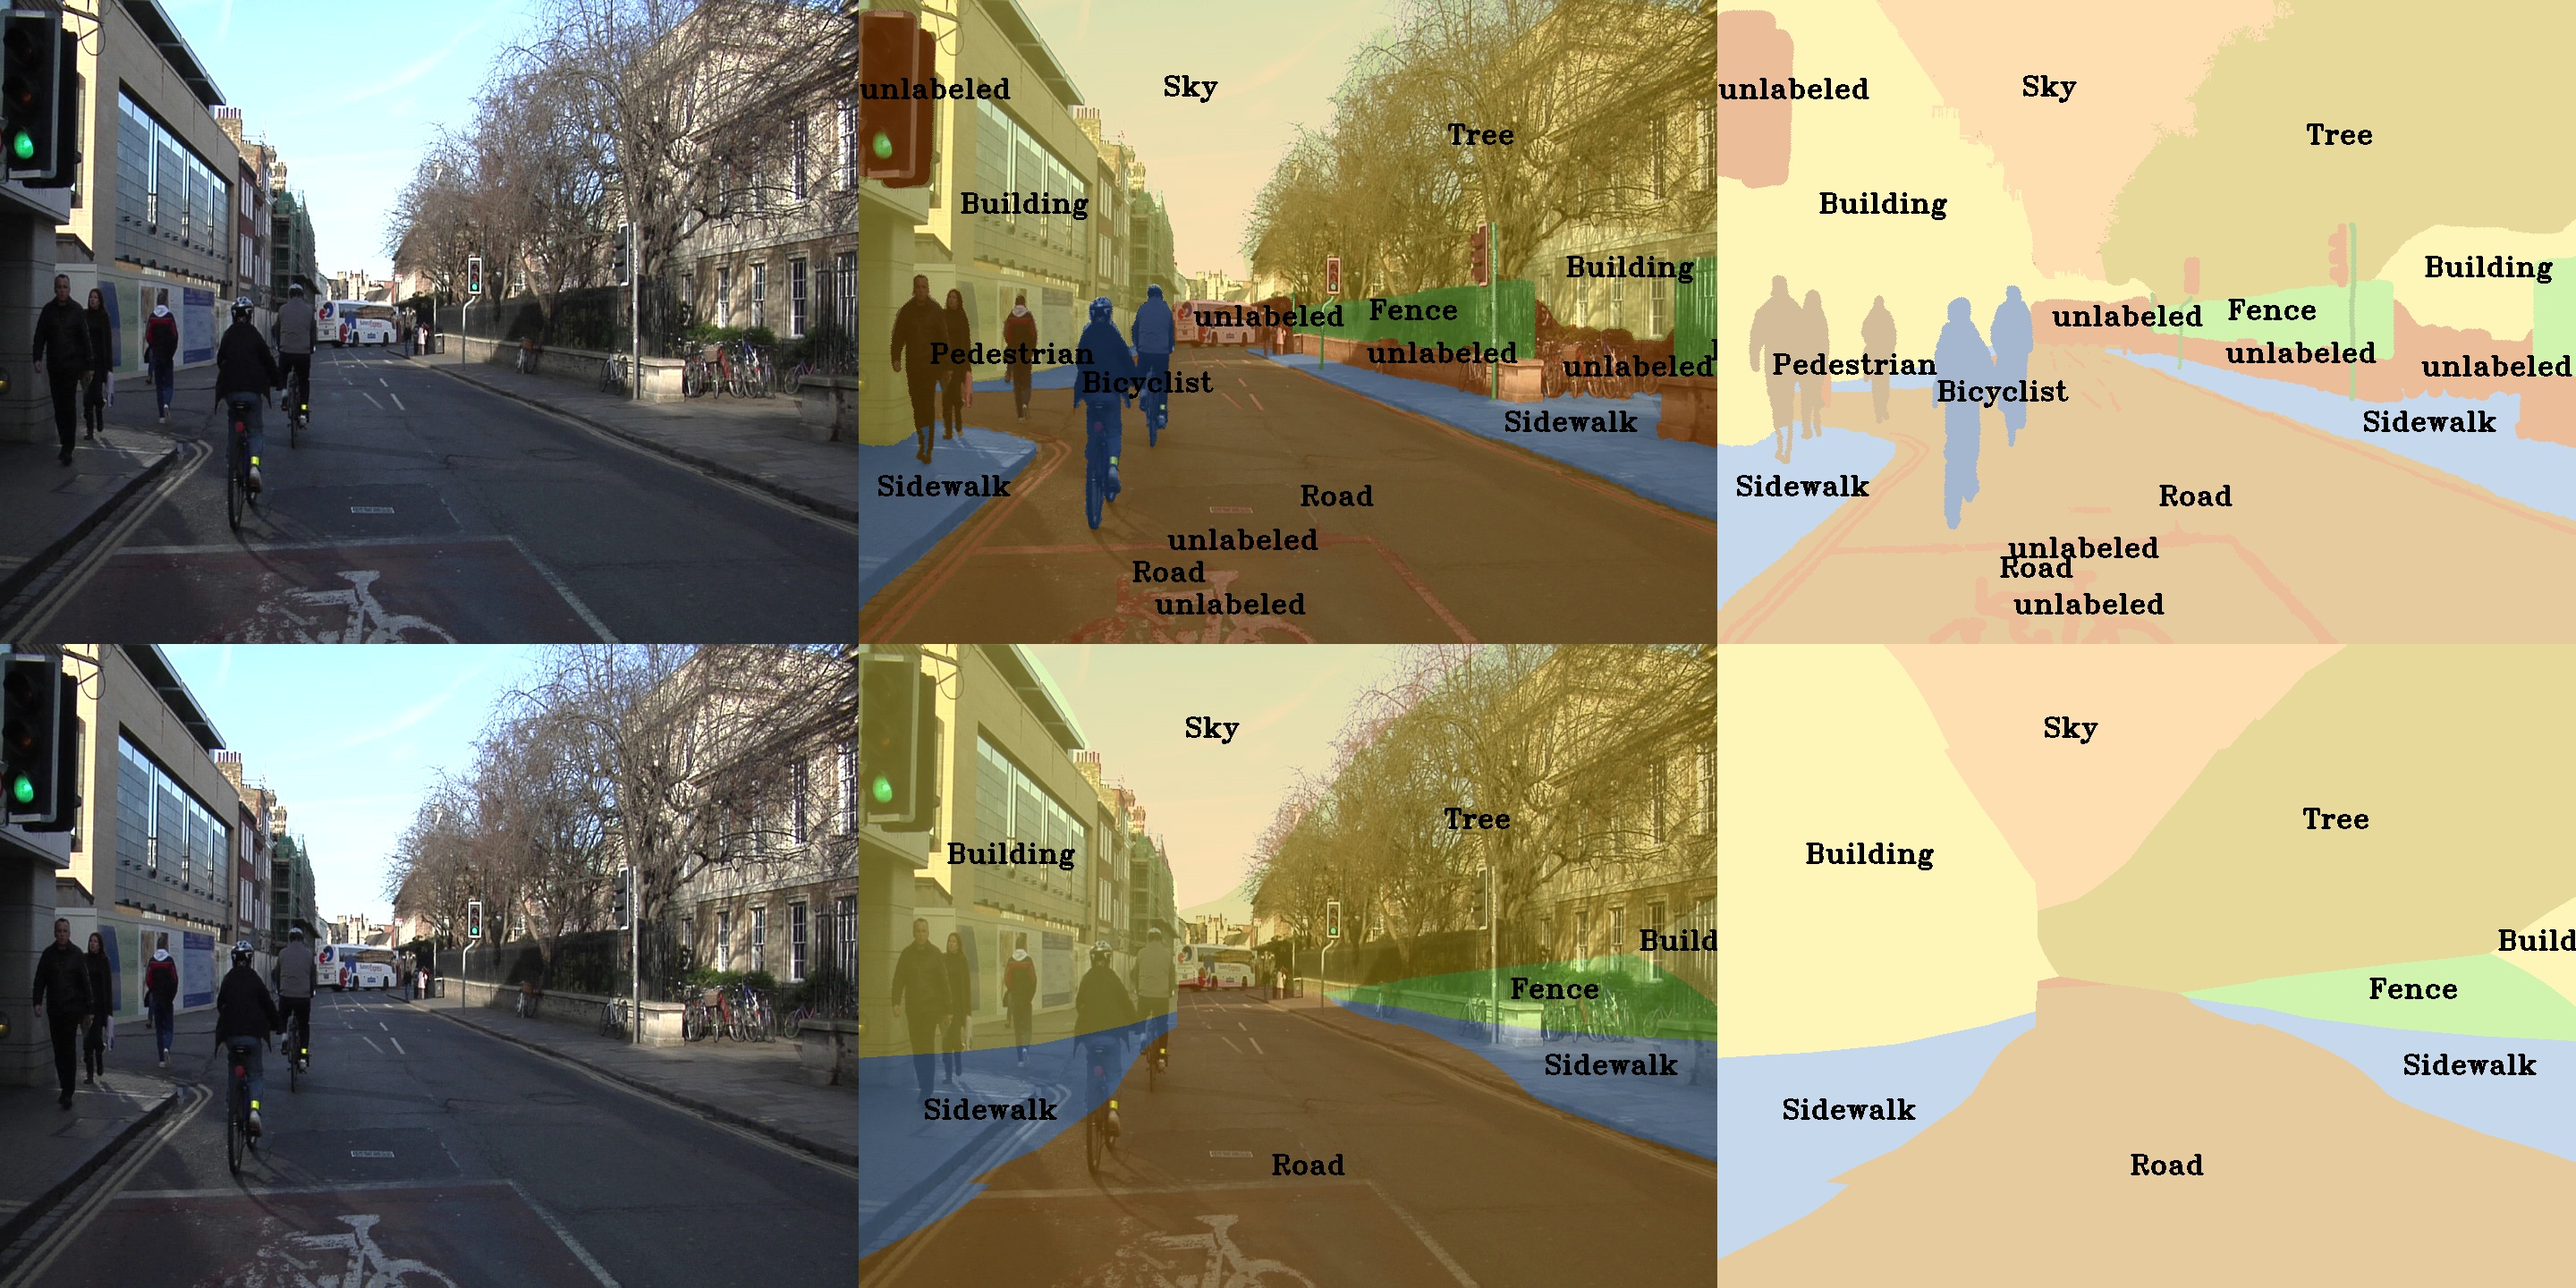 unlabeled
Sky
Tree
Building
Building
unlabeled
Fence
Pedestrian
unlabeled
unlabeled
Bicyclist
Sidewalk
Sidewalk
Road
unlabeled
Road
unlabeled
unlabeled
Sky
Tree
Building
Building
unlabeled
Fence
Pedestrian
unlabeled
unlabeled
Bicyclist
Sidewalk
Sidewalk
Road
unlabeled
Road
unlabeled
Sky
Tree
Building
Build
Fence
Sidewalk
Sidewalk
Road
Sky
Tree
Building
Build
Fence
Sidewalk
Sidewalk
Road